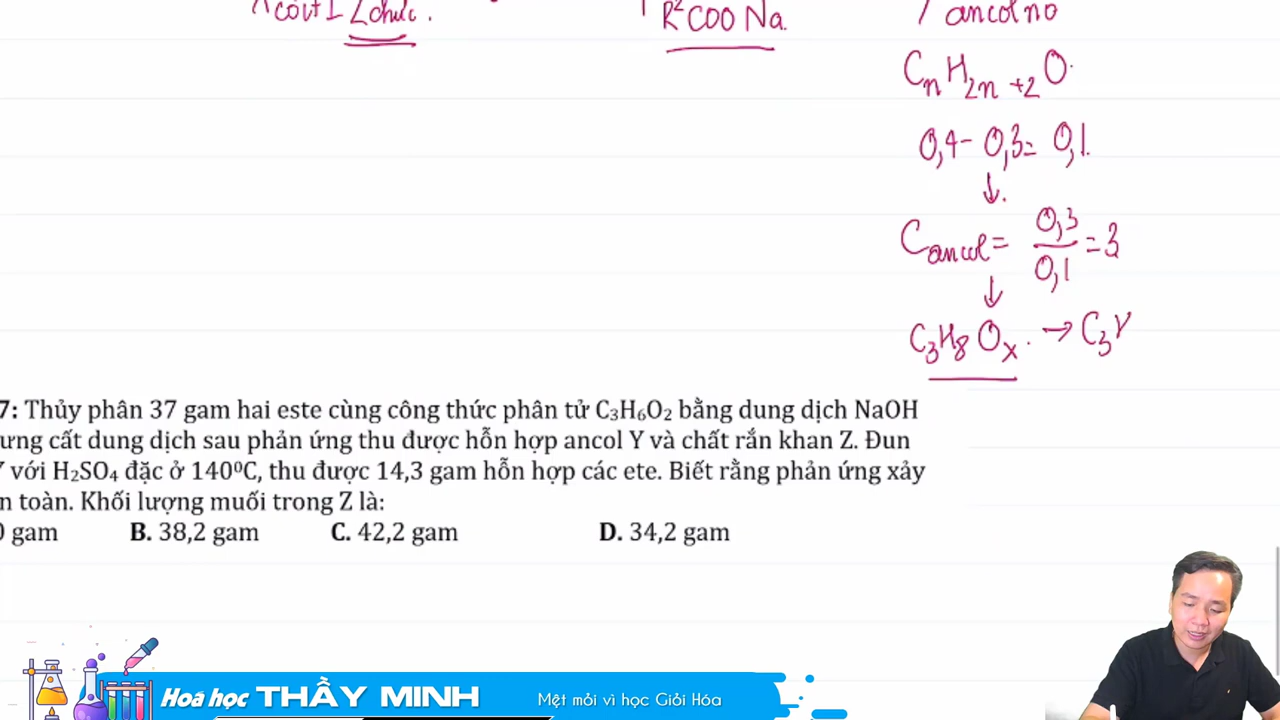 R²COONa.
ancol no
CnH2n+2O
0,4 - 0,3 = 0,1.
Cancol = 0,3/0,1 = 3
C₃H₈Oₓ. → C₃
7: Thủy phân 37 gam hai este cùng công thức phân tử C₃H₆O₂ bằng dung dịch NaOH
ưng cất dung dịch sau phản ứng thu được hỗn hợp ancol Y và chất rắn khan Z. Đun
Y với H₂SO₄ đặc ở 140⁰C, thu được 14,3 gam hỗn hợp các ete. Biết rằng phản ứng xảy
n toàn. Khối lượng muối trong Z là:
0 gam B. 38,2 gam C. 42,2 gam D. 34,2 gam
Hoá học THẦY MINH Mệt mỏi vì học Giỏi Hóa